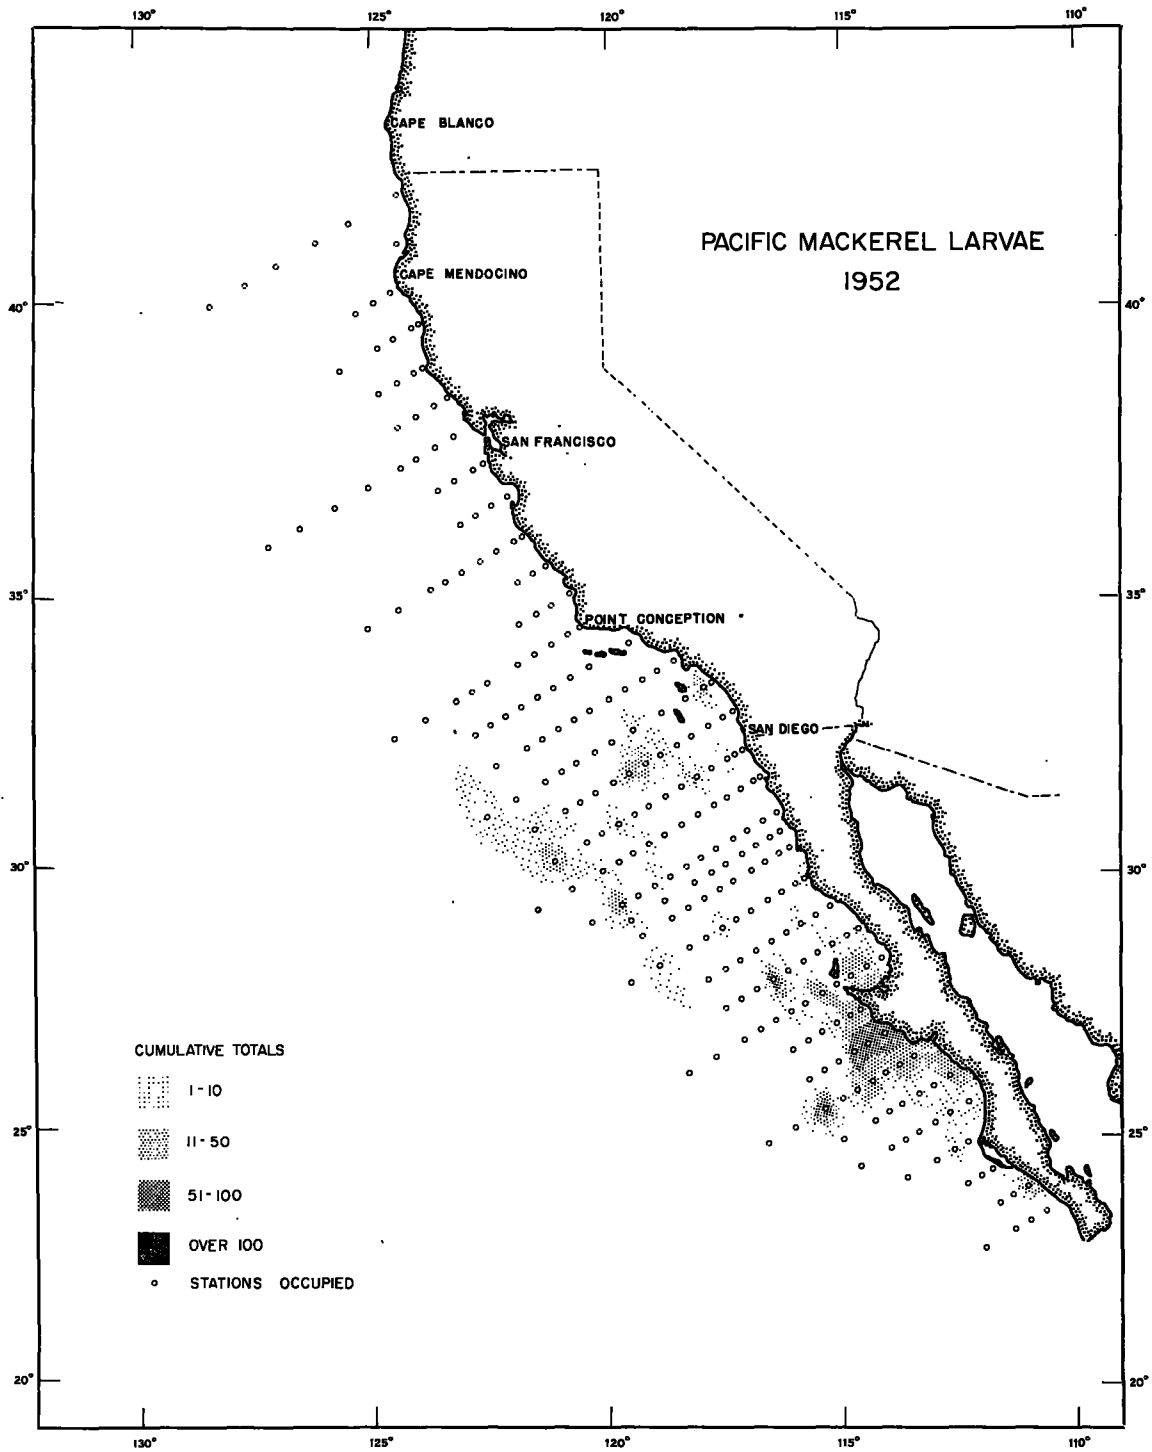 130° 125° 120° 115° 110°
CAPE BLANCO
PACIFIC MACKEREL LARVAE
1952
CAPE MENDOCINO
40° 40°
SAN FRANCISCO
35° 35°
POINT CONCEPTION
SAN DIEGO
30° 30°
CUMULATIVE TOTALS
1-10
25° 25°
11-50
51-100
OVER 100
STATIONS OCCUPIED
20° 20°
130° 125° 120° 115° 110°